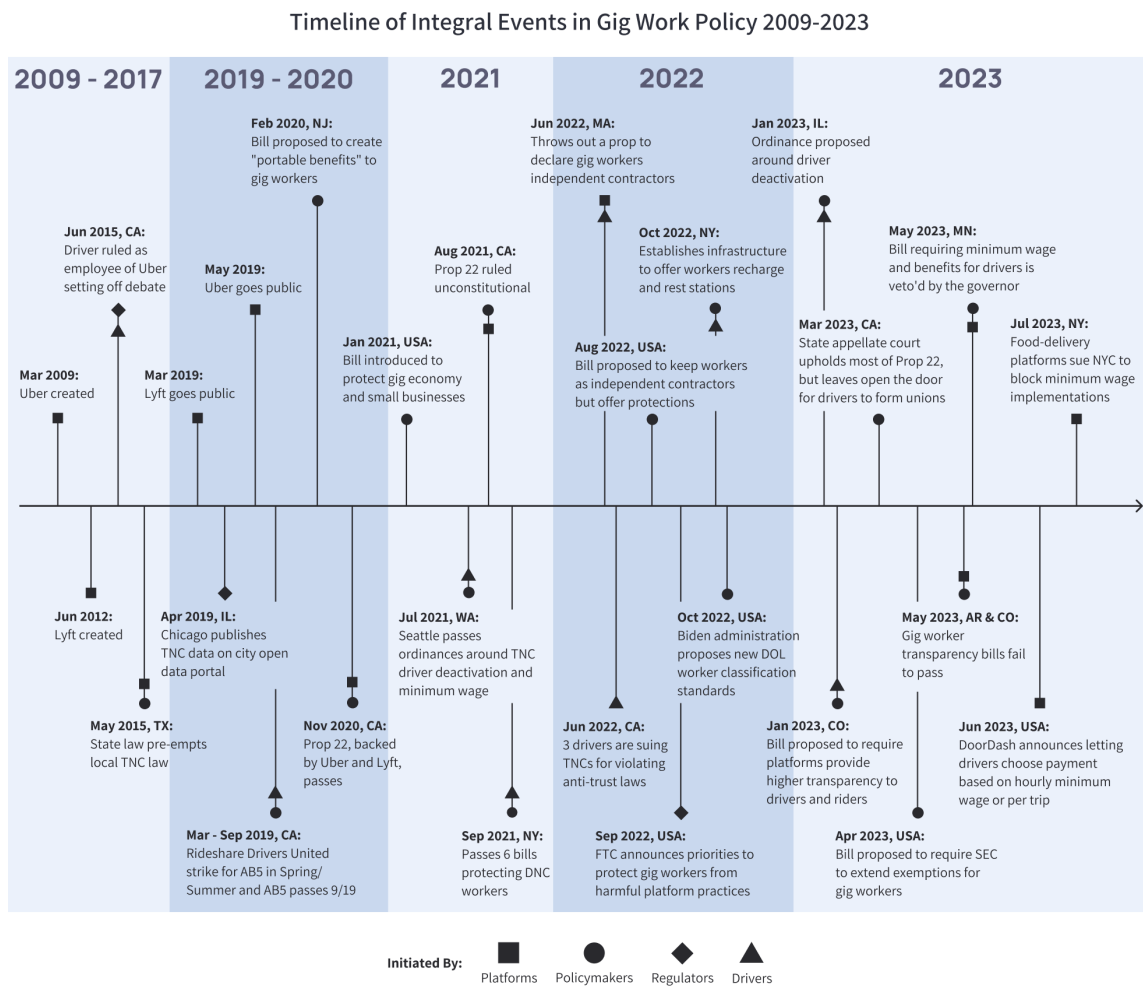 Timeline of Integral Events in Gig Work Policy 2009-2023
2009 - 2017
2019 - 2020
2021
2022
2023
Feb 2020, NJ:
Bill proposed to create
"portable benefits" to
gig workers
Jun 2022, MA:
Throws out a prop to
declare gig workers
independent contractors
Jan 2023, IL:
Ordinance proposed
around driver
deactivation
Jun 2015, CA:
Driver ruled as
employee of Uber
setting off debate
May 2019:
Uber goes public
Aug 2021, CA:
Prop 22 ruled
unconstitutional
Oct 2022, NY:
Establishes infrastructure
to offer workers recharge
and rest stations
May 2023, MN:
Bill requiring minimum wage
and benefits for drivers is
veto'd by the governor
Mar 2009:
Uber created
Mar 2019:
Lyft goes public
Jan 2021, USA:
Bill introduced to
protect gig economy
and small businesses
Aug 2022, USA:
Bill proposed to keep workers
as independent contractors
but offer protections
Mar 2023, CA:
State appellate court
upholds most of Prop 22,
but leaves open the door
for drivers to form unions
Jul 2023, NY:
Food-delivery
platforms sue NYC to
block minimum wage
implementations
Jun 2012:
Lyft created
Apr 2019, IL:
Chicago publishes
TNC data on city open
data portal
Jul 2021, WA:
Seattle passes
ordinances around TNC
driver deactivation and
minimum wage
Oct 2022, USA:
Biden administration
proposes new DOL
worker classification
standards
May 2023, AR & CO:
Gig worker
transparency bills fail
to pass
May 2015, TX:
State law pre-empts
local TNC law
Nov 2020, CA:
Prop 22, backed
by Uber and Lyft,
passes
Jun 2022, CA:
3 drivers are suing
TNCs for violating
anti-trust laws
Jan 2023, CO:
Bill proposed to require
platforms provide
higher transparency to
drivers and riders
Jun 2023, USA:
DoorDash announces letting
drivers choose payment
based on hourly minimum
wage or per trip
Mar - Sep 2019, CA:
Rideshare Drivers United
strike for AB5 in Spring/
Summer and AB5 passes 9/19
Sep 2021, NY:
Passes 6 bills
protecting DNC
workers
Sep 2022, USA:
FTC announces priorities to
protect gig workers from
harmful platform practices
Apr 2023, USA:
Bill proposed to require SEC
to extend exemptions for
gig workers
Initiated By:
Platforms
Policymakers
Regulators
Drivers